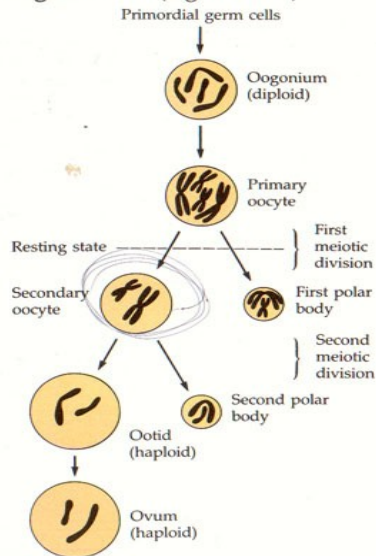 Primordial germ cells
Oogonium
(diploid)
Primary
oocyte
First
meiotic
division
Resting state
Secondary
oocyte
First polar
body
Second
meiotic
division
Second polar
body
Ootid
(haploid)
Ovum
(haploid)